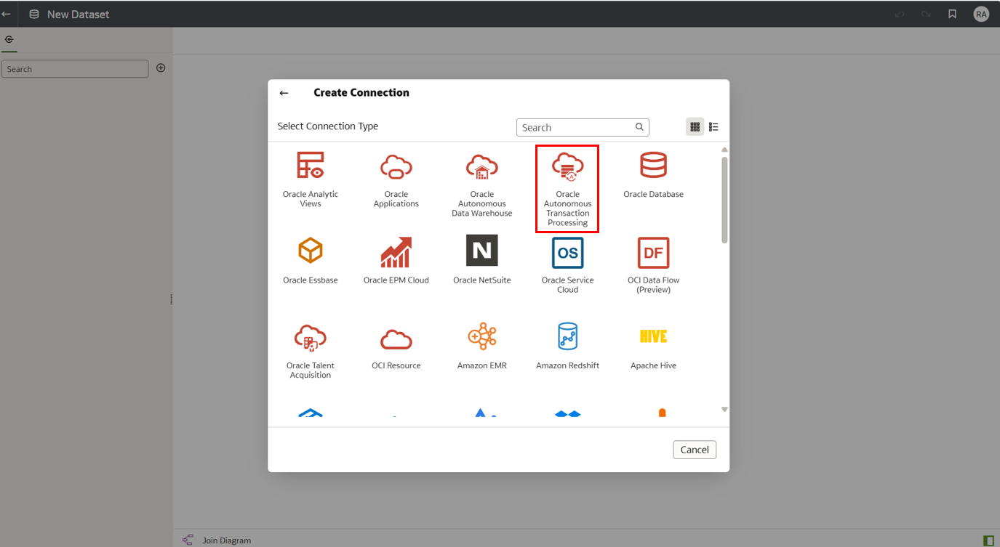 New Dataset
RA
Search
Create Connection
Select Connection Type
Search
Oracle Analytic
Views
Oracle
Applications
Oracle
Autonomous
Data Warehouse
A
Oracle
Autonomous
Transaction
Processing
Oracle Database
Oracle Essbase
Oracle EPM Cloud
N
Oracle NetSuite
OS
Oracle Service
Cloud
DF
OCI Data Flow
(Preview)
Oracle Talent
Acquisition
OCI Resource
Amazon EMR
Amazon Redshift
HIVE
Apache Hive
Cancel
Join Diagram